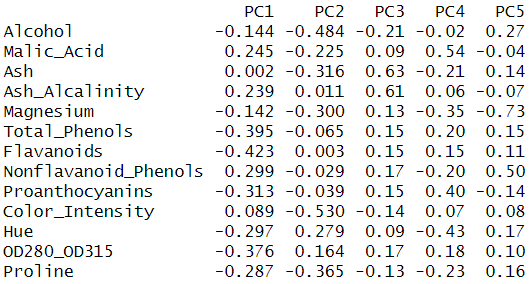 PC1 PC2 PC3 PC4 PC5
Alcohol -0.144 -0.484 -0.21 -0.02 0.27
Malic_Acid 0.245 -0.225 0.09 0.54 -0.04
Ash 0.002 -0.316 0.63 -0.21 0.14
Ash_Alcalinity 0.239 0.011 0.61 0.06 -0.07
Magnesium -0.142 -0.300 0.13 -0.35 -0.73
Total_Phenols -0.395 -0.065 0.15 0.20 0.15
Flavanoids -0.423 0.003 0.15 0.15 0.11
Nonflavanoid_Phenols 0.299 -0.029 0.17 -0.20 0.50
Proanthocyanins -0.313 -0.039 0.15 0.40 -0.14
Color_Intensity 0.089 -0.530 -0.14 0.07 0.08
Hue -0.297 0.279 0.09 -0.43 0.17
OD280_OD315 -0.376 0.164 0.17 0.18 0.10
Proline -0.287 -0.365 -0.13 -0.23 0.16